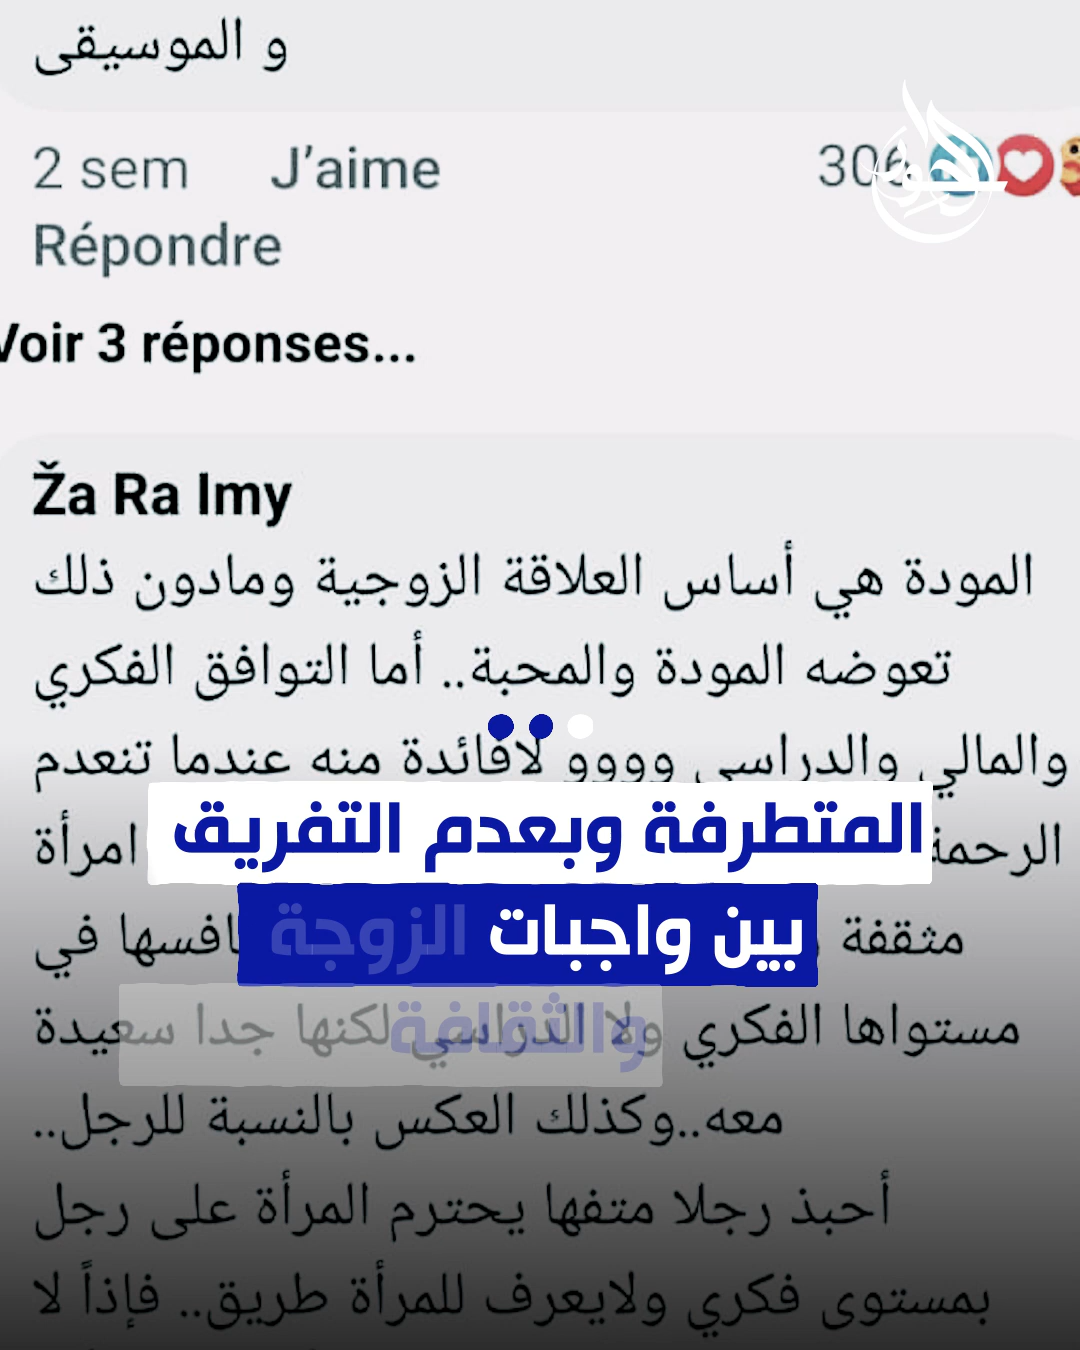 و الموسيقى
2 sem J’aime 306
Répondre
Voir 3 réponses...
Ža Ra Imy
المودة هي أساس العلاقة الزوجية ومادون ذلك
تعوضه المودة والمحبة.. أما التوافق الفكري
والمالي والدراسي وووو لافائدة منه عندما تنعدم
امرأة
المتطرفة وبعدم التفريق
مثقفة في
بين واجبات الزوجة
مستواها الفكري ولا الدراسي لكنها جدا سعيدة
والثقافة
معه..وكذلك العكس بالنسبة للرجل..
أحبذ رجلا متفها يحترم المرأة على رجل
بمستوى فكري ولايعرف للمرأة طريق.. فإذاً لا